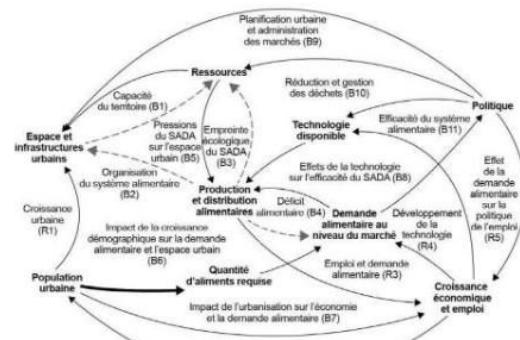 Planification urbaine
et administration
des marchés (B9)
Ressources
Capacité
du territoire (B1)
Réduction et gestion
des déchets (B10)
Politique
Espace et
infrastructures
urbains
Pressions
du SADA
sur l'espace
urbain (B5)
Empreinte
écologique
du SADA
(B3)
Technologie
disponible
Efficacité du système
alimentaire (B11)
Organisation
du système alimentaire
(B2)
Effets de la technologie
sur l'efficacité du SADA (B8)
Effet
de la
demande
alimentaire
sur la
politique
de l'emploi
(R5)
Production
et distribution
alimentaires
Déficit
alimentaire (B4)
Croissance
urbaine (R1)
Demande
alimentaire au
niveau du marché
Développement
de la
technologie
(R4)
Impact de la croissance
démographique sur la demande
alimentaire et l'espace urbain
(B6)
Population
urbaine
Quantité
d'aliments requise
Emploi et demande
alimentaire (R3)
Croissance
économique
et emploi
Impact de l'urbanisation sur l'économie
et la demande alimentaire (B7)